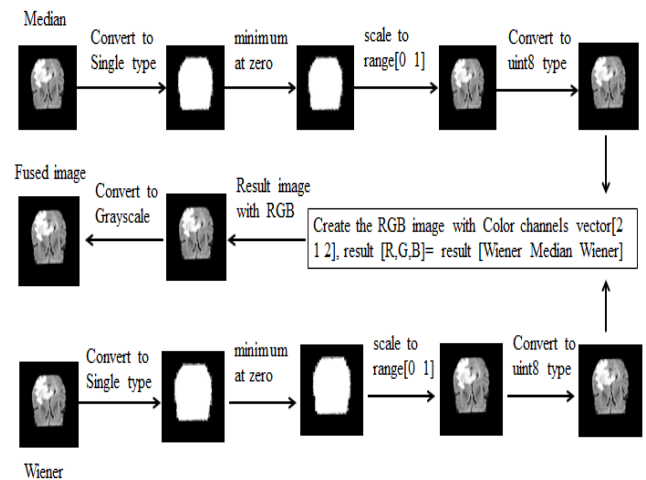 Median
Convert to
Single type
minimum
at zero
scale to
range[0 1]
Convert to
uint8 type
Fused image
Convert to
Grayscale
Result image
with RGB
Create the RGB image with Color channels vector[2
1 2], result [R,G,B]= result [Wiener Median Wiener]
Convert to
Single type
minimum
at zero
scale to
range[0 1]
Convert to
uint8 type
Wiener